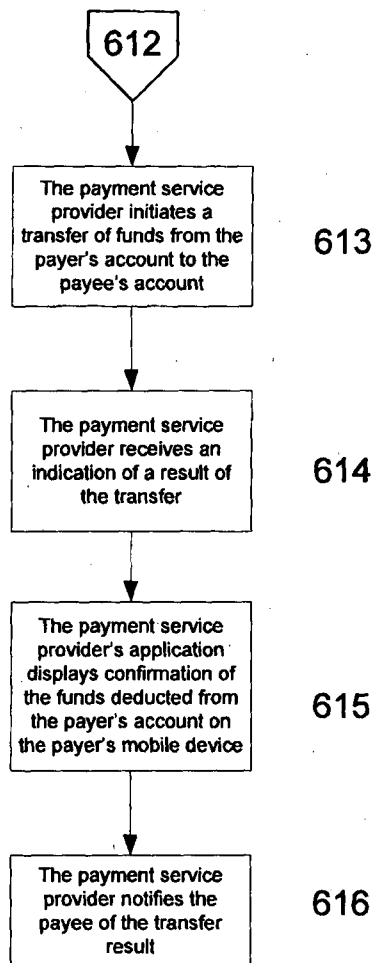 612
The payment service
provider initiates a
transfer of funds from the
payer's account to the
payee's account
613
The payment service
provider receives an
indication of a result of
the transfer
614
The payment service
provider's application
displays confirmation of
the funds deducted from
the payer's account on
the payer's mobile device
615
The payment service
provider notifies the
payee of the transfer
result
616